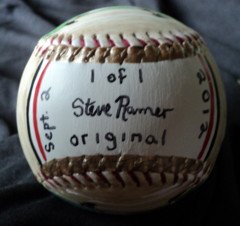 Sept. 2
1 of 1
Steve Ramer
original
2012